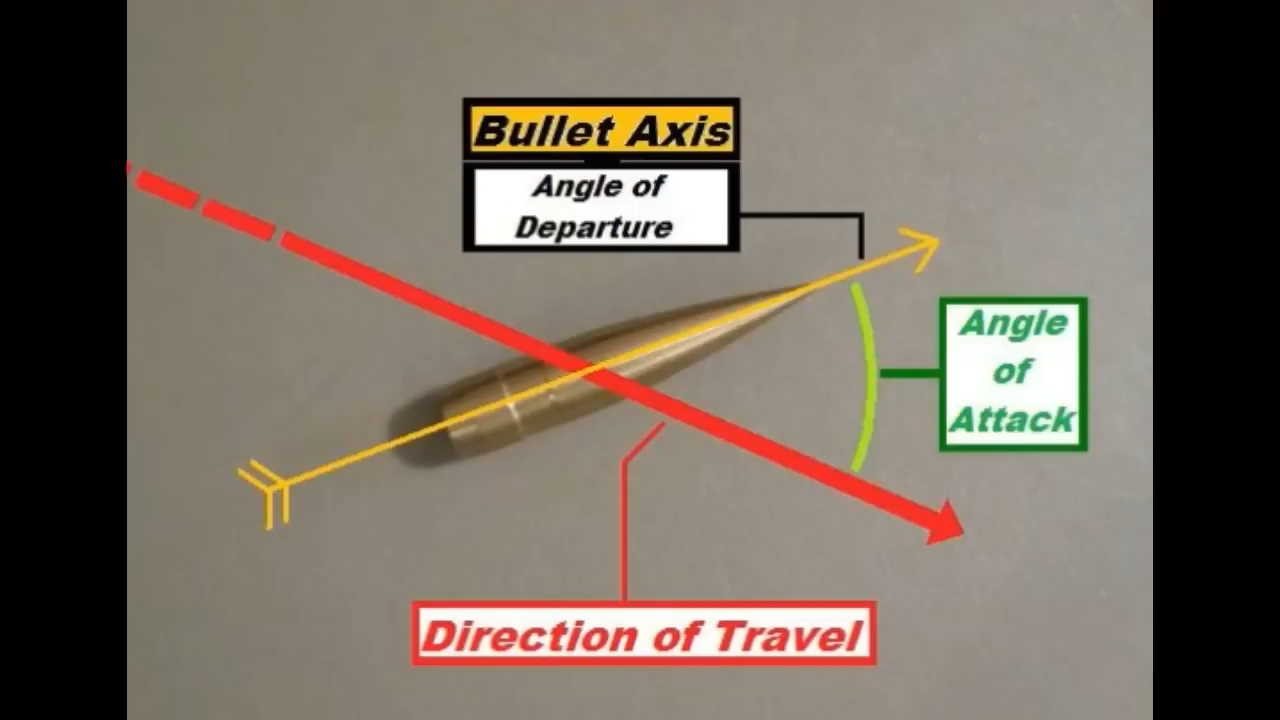 Bullet Axis
Angle of
Departure
Angle
of
Attack
Direction of Travel